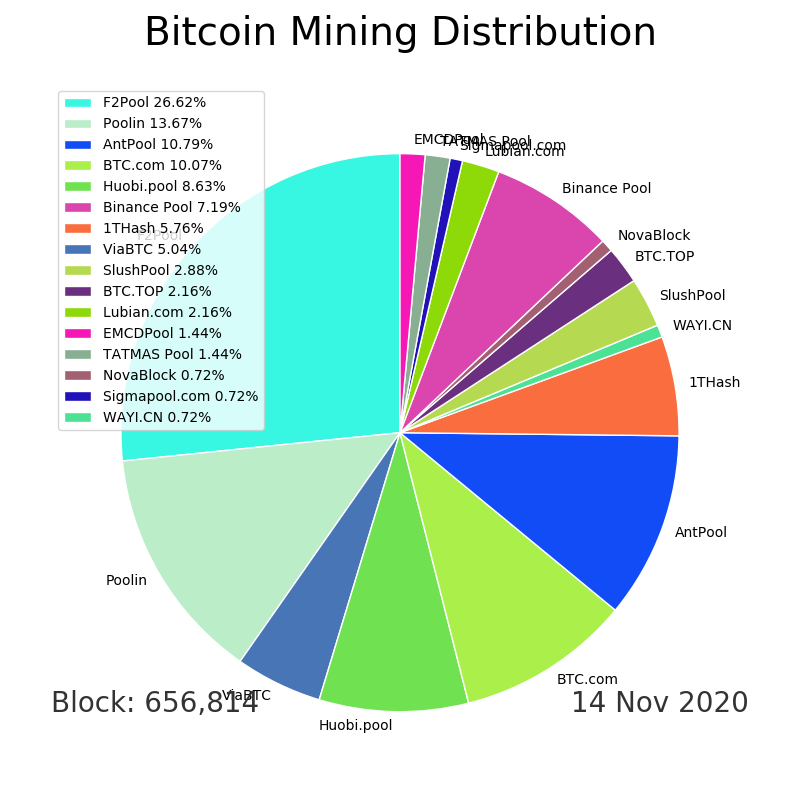 Bitcoin Mining Distribution
F2Pool 26.62%
Poolin 13.67%
AntPool 10.79%
BTC.com 10.07%
Huobi.pool 8.63%
Binance Pool 7.19%
1THash 5.76%
ViaBTC 5.04%
SlushPool 2.88%
BTC.TOP 2.16%
Lubian.com 2.16%
EMCDPool 1.44%
TATMAS Pool 1.44%
NovaBlock 0.72%
Sigmapool.com 0.72%
WAYI.CN 0.72%
EMCDPool
TATMAS Pool
Sigmapool.com
Lubian.com
Binance Pool
NovaBlock
BTC.TOP
SlushPool
WAYI.CN
1THash
AntPool
BTC.com
Huobi.pool
ViaBTC
Poolin
F2Pool
Block: 656,814
14 Nov 2020